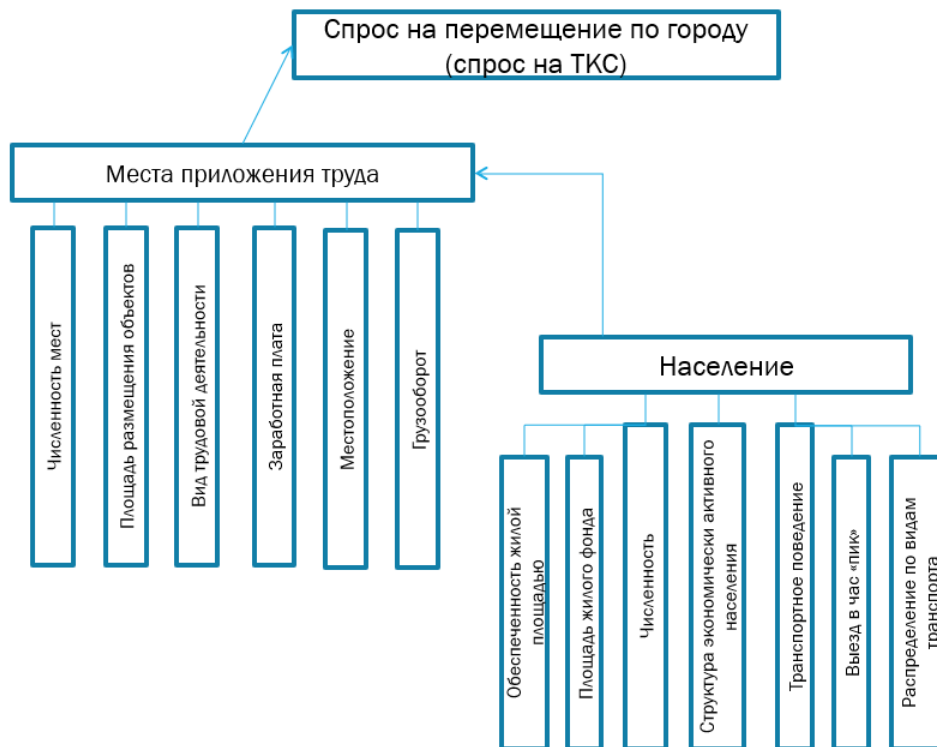 Спрос на перемещение по городу
(спрос на ТКС)
Места приложения труда
Численность мест
Площадь размещения объектов
Вид трудовой деятельности
Заработная плата
Местоположение
Грузооборот
Население
Обеспеченность жилой
площадью
Площадь жилого фонда
Численность
Структура экономически активного
населения
Транспортное поведение
Выезд в час «пик»
Распределение по видам
транспорта